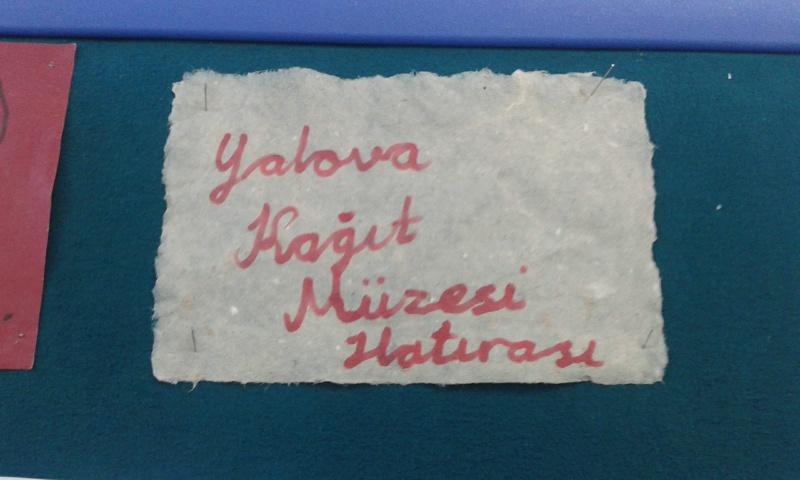 Yalova
Kağıt
Müzesi
Hatırası